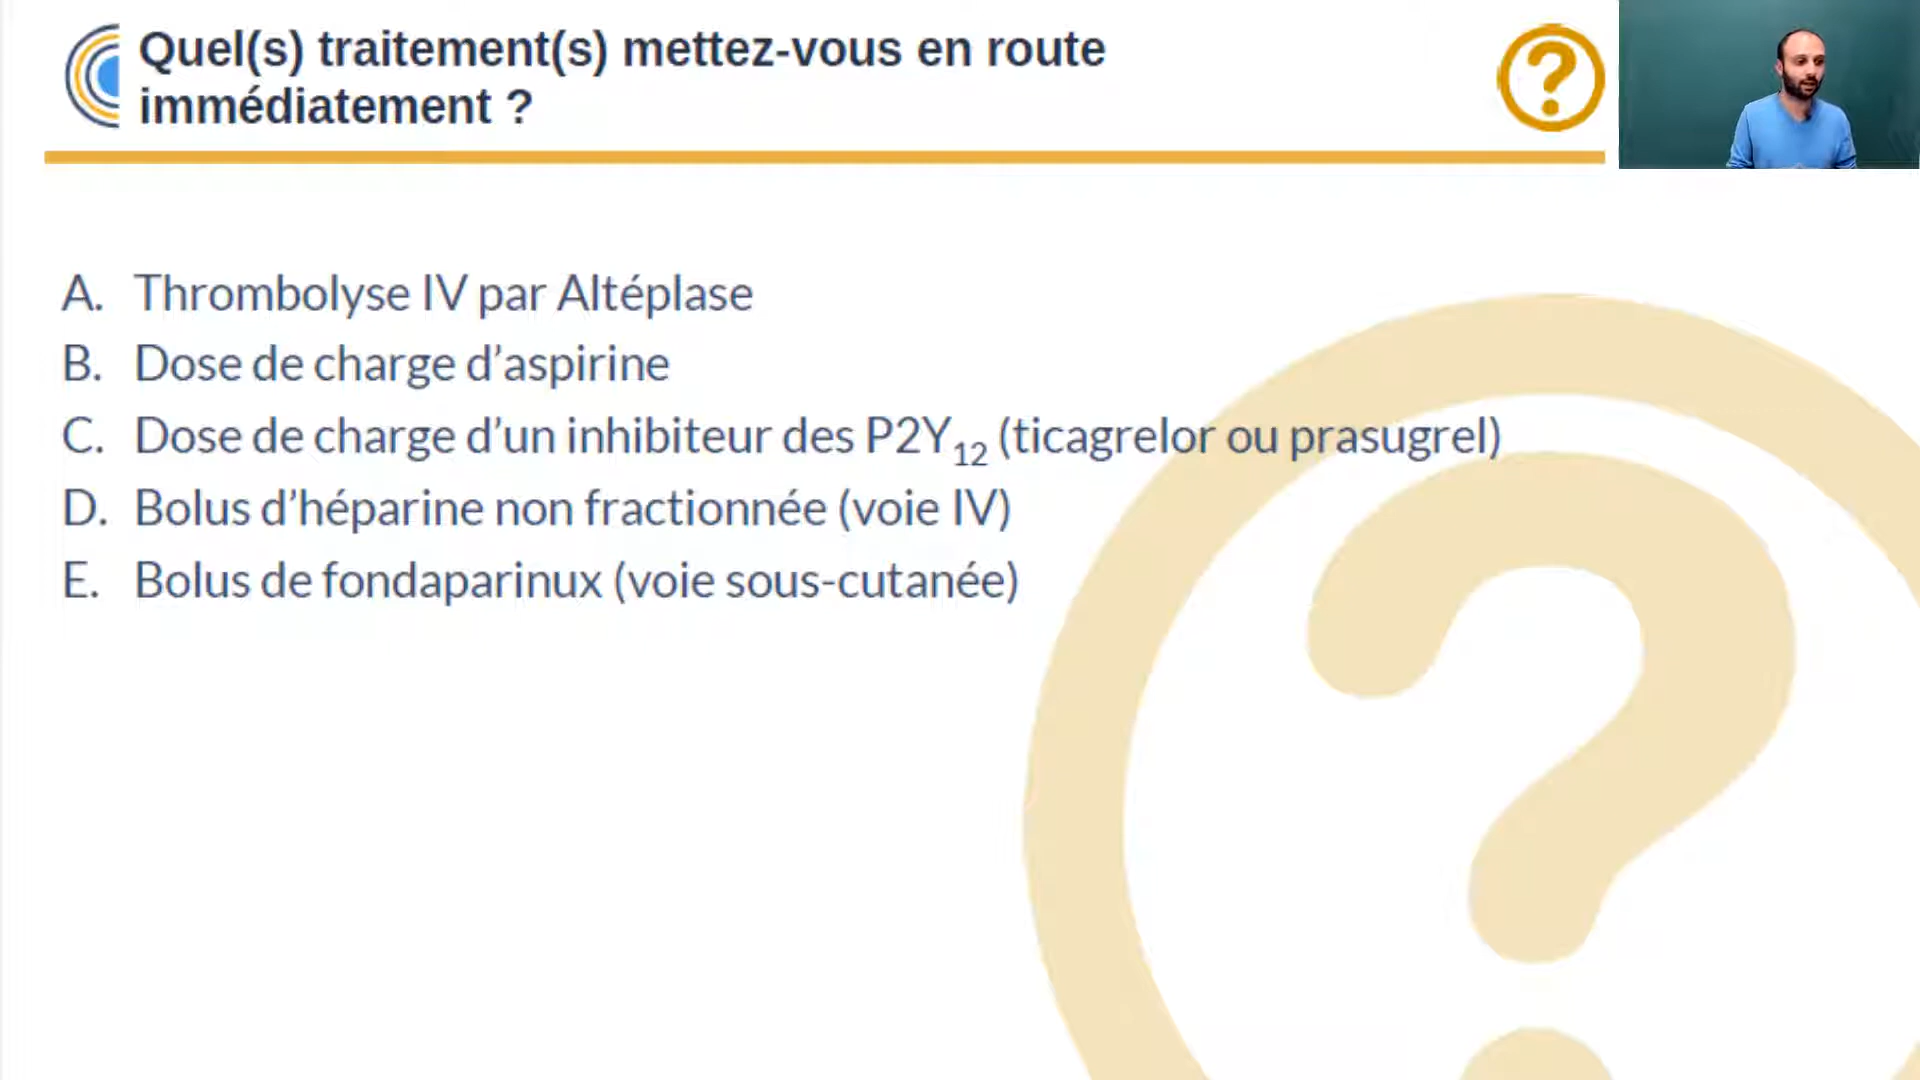 Quel(s) traitement(s) mettez-vous en route
immédiatement ?
A. Thrombolyse IV par Altéplase
B. Dose de charge d’aspirine
C. Dose de charge d’un inhibiteur des P2Y12 (ticagrelor ou prasugrel)
D. Bolus d’héparine non fractionnée (voie IV)
E. Bolus de fondaparinux (voie sous-cutanée)